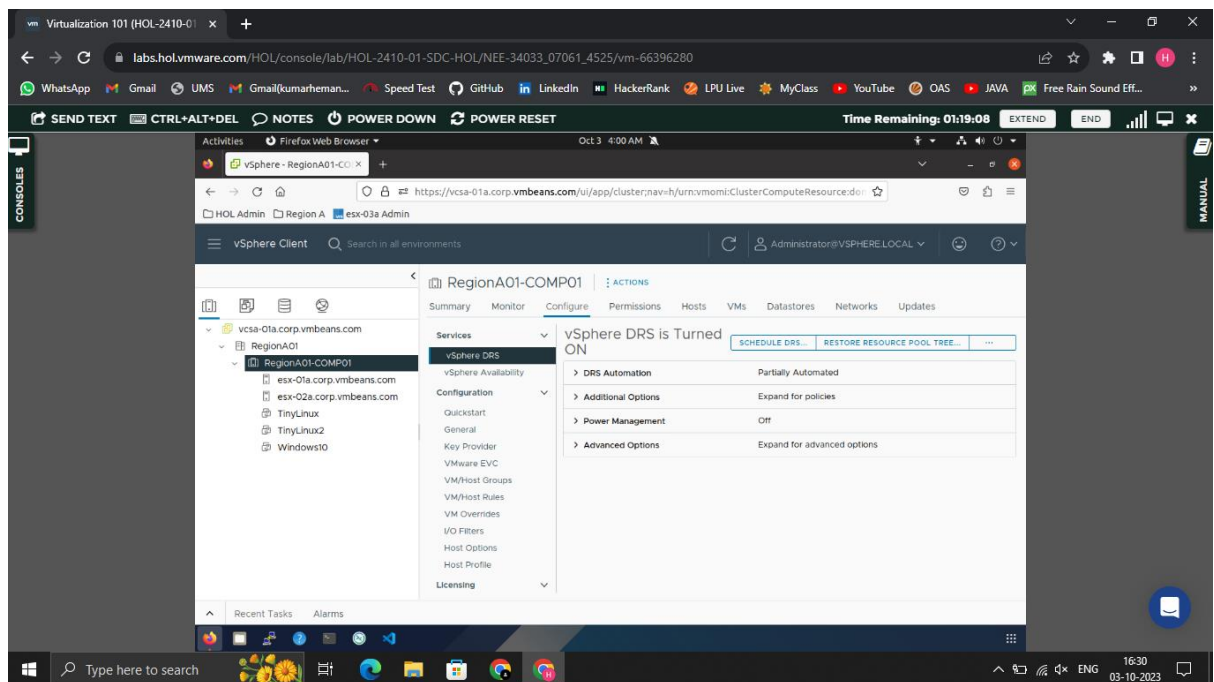 Virtualization 101 (HOL-2410-01
labs.hol.vmware.com/HOL/console/lab/HOL-2410-01-SDC-HOL/NEE-34033_07061_4525/vm-66396280
WhatsApp Gmail UMS Gmail(kumarheman... Speed Test GitHub LinkedIn HackerRank LPU Live MyClass YouTube OAS JAVA Free Rain Sound Eff... »
SEND TEXT CTRL+ALT+DEL NOTES POWER DOWN POWER RESET Time Remaining: 01:19:08 EXTEND END
CONSOLES
MANUAL
Activities Firefox Web Browser Oct 3 4:00 AM
vSphere - RegionA01-CO
https://vcsa-01a.corp.vmbeans.com/ui/app/cluster;nav=h/urn:vmomi:ClusterComputeResource:dom
HOL Admin Region A esx-03a Admin
vSphere Client Search in all environments Administrator@VSPHERE.LOCAL
RegionA01-COMP01 ACTIONS
Summary Monitor Configure Permissions Hosts VMs Datastores Networks Updates
vcsa-01a.corp.vmbeans.com
RegionA01
RegionA01-COMP01
esx-01a.corp.vmbeans.com
esx-02a.corp.vmbeans.com
TinyLinux
TinyLinux2
Windows10
Services
vSphere DRS
vSphere Availability
Configuration
Quickstart
General
Key Provider
VMware EVC
VM/Host Groups
VM/Host Rules
VM Overrides
I/O Filters
Host Options
Host Profile
Licensing
vSphere DRS is Turned
ON
SCHEDULE DRS... RESTORE RESOURCE POOL TREE... ...
DRS Automation Partially Automated
Additional Options Expand for policies
Power Management Off
Advanced Options Expand for advanced options
Recent Tasks Alarms
Type here to search ENG 16:30
03-10-2023